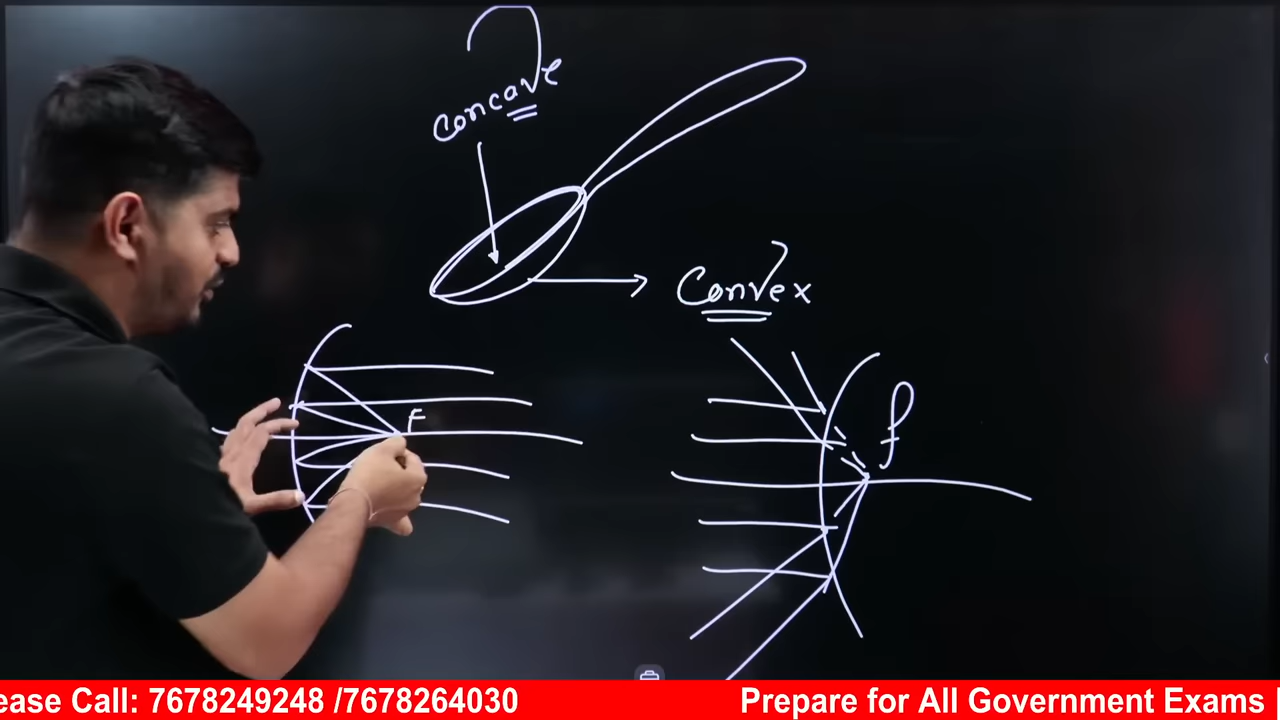 concave
Convex
F
f
ease Call: 7678249248 /7678264030
Prepare for All Government Exams